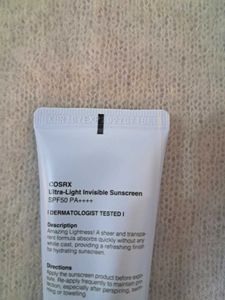 COSRX
Ultra-Light Invisible Sunscreen
SPF50 PA++++
[ DERMATOLOGIST TESTED ]
Description
Amazing Lightness! A sheer and transpa-
rent formula absorbs quickly without any
white cast, providing a refreshing finish
for hydrating sunscreen.
Directions
Apply the sunscreen product before expo-
sure. Re-apply frequently to maintain pro-
tection, especially after perspiring, swim-
ming or towelling.